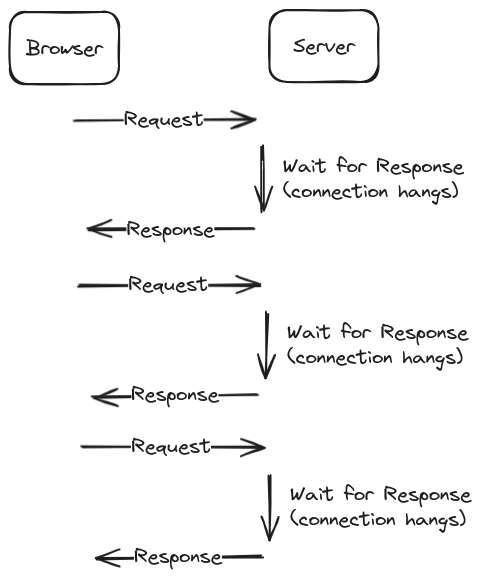 Browser
Server
Request
Wait for Response
(connection hangs)
Response
Request
Wait for Response
(connection hangs)
Response
Request
Wait for Response
(connection hangs)
Response